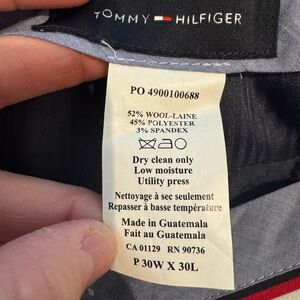 TOMMY HILFIGER
PO 4900100688
52% WOOL-LAINE
45% POLYESTER
3% SPANDEX
Dry clean only
Low moisture
Utility press
Nettoyage à sec seulement
Repasser à basse température
Made in Guatemala
Fait au Guatemala
CA 01129 RN 90736
P 30W X 30L